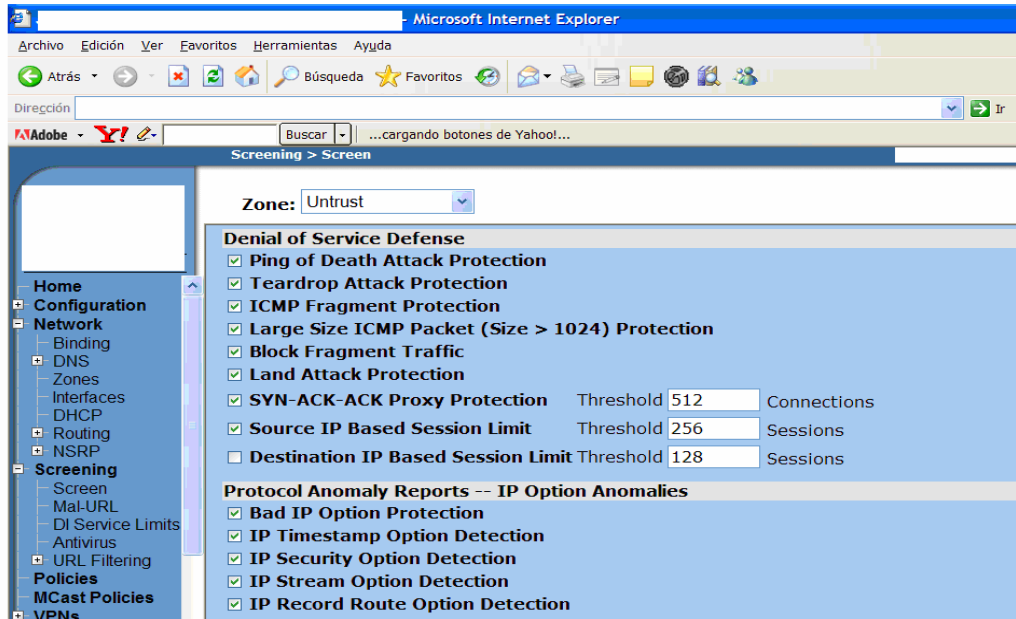 - Microsoft Internet Explorer
Archivo Edición Ver Favoritos Herramientas Ayuda
Atrás Búsqueda Favoritos
Dirección Ir
Adobe Y! Buscar ...cargando botones de Yahoo!...
Screening > Screen
Zone: Untrust
Home
Configuration
Network
Binding
DNS
Zones
Interfaces
DHCP
Routing
NSRP
Screening
Screen
Mal-URL
DI Service Limits
Antivirus
URL Filtering
Policies
MCast Policies
VPNs
Denial of Service Defense
Ping of Death Attack Protection
Teardrop Attack Protection
ICMP Fragment Protection
Large Size ICMP Packet (Size > 1024) Protection
Block Fragment Traffic
Land Attack Protection
SYN-ACK-ACK Proxy Protection Threshold 512 Connections
Source IP Based Session Limit Threshold 256 Sessions
Destination IP Based Session Limit Threshold 128 Sessions
Protocol Anomaly Reports -- IP Option Anomalies
Bad IP Option Protection
IP Timestamp Option Detection
IP Security Option Detection
IP Stream Option Detection
IP Record Route Option Detection